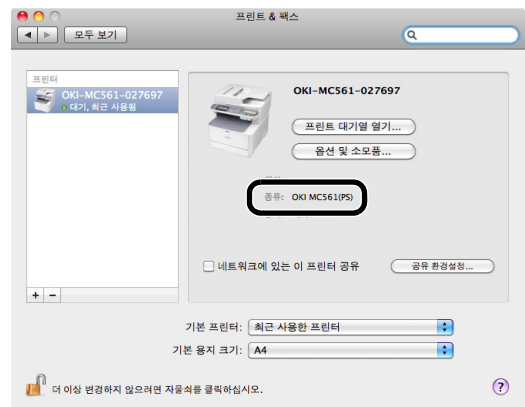 프린트 & 팩스
모두 보기
프린터
OKI-MC561-027697
대기, 최근 사용됨
OKI-MC561-027697
프린트 대기열 열기...
옵션 및 소모품...
종류: OKI MC561(PS)
네트워크에 있는 이 프린터 공유
공유 환경설정...
+ −
기본 프린터: 최근 사용한 프린터
기본 용지 크기: A4
더 이상 변경하지 않으려면 자물쇠를 클릭하십시오.
?